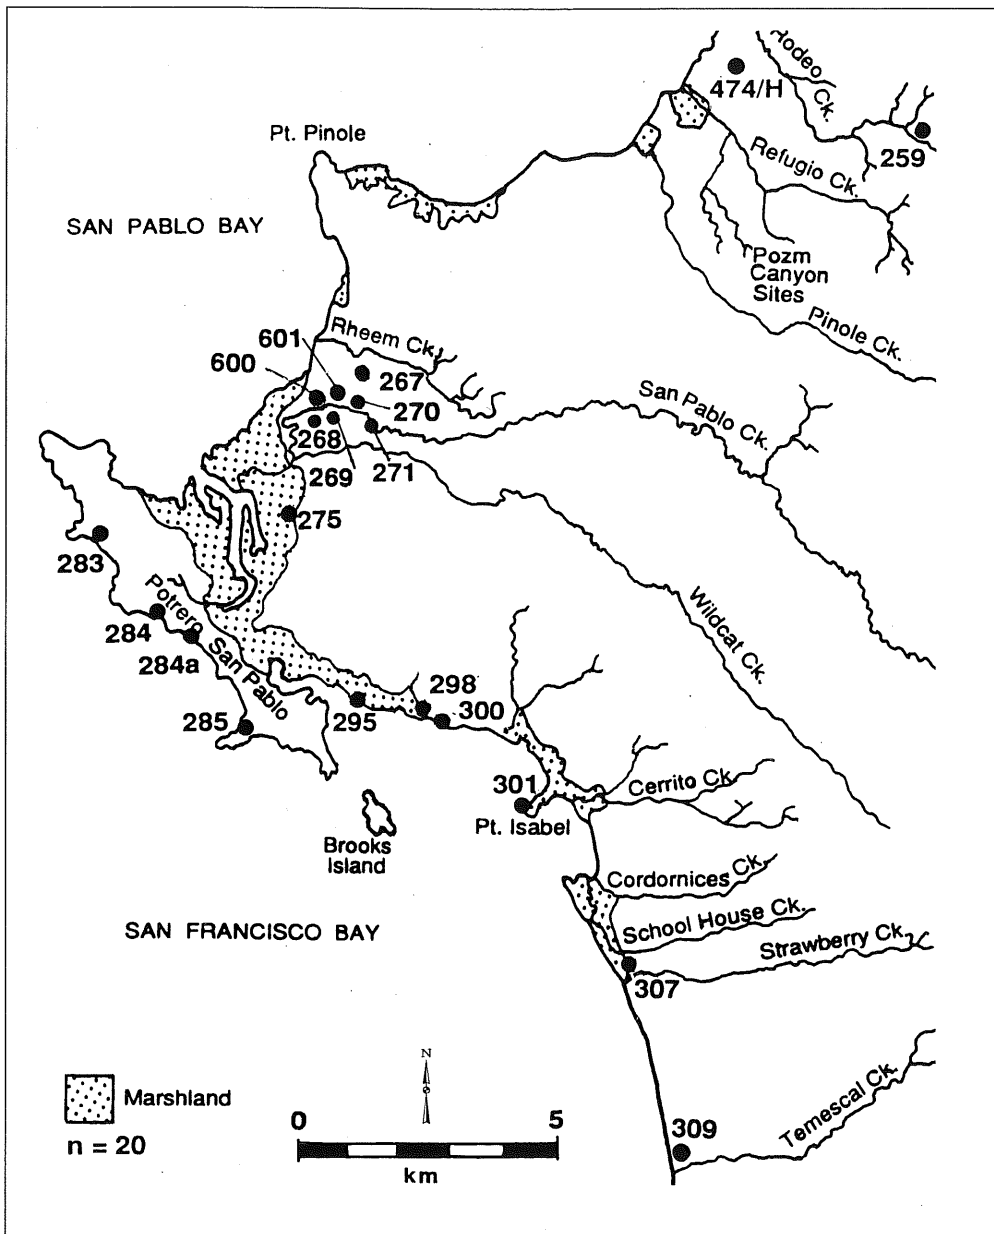 Rodeo
Ck.
474/H
259
Pt. Pinole
Refugio Ck.
SAN PABLO BAY
Pozm
Canyon
Sites
Pinole Ck.
Rheem Ck.
601
600
267
270
San Pablo Ck.
268
269
271
275
283
Potrero
San Pablo
284
284a
Wildcat Ck.
285
295
298
300
301
Pt. Isabel
Cerrito Ck.
Brooks
Island
Cordornices Ck.
School House Ck.
Strawberry Ck.
SAN FRANCISCO BAY
307
N
Marshland
n = 20
0 5
km
309
Temescal Ck.